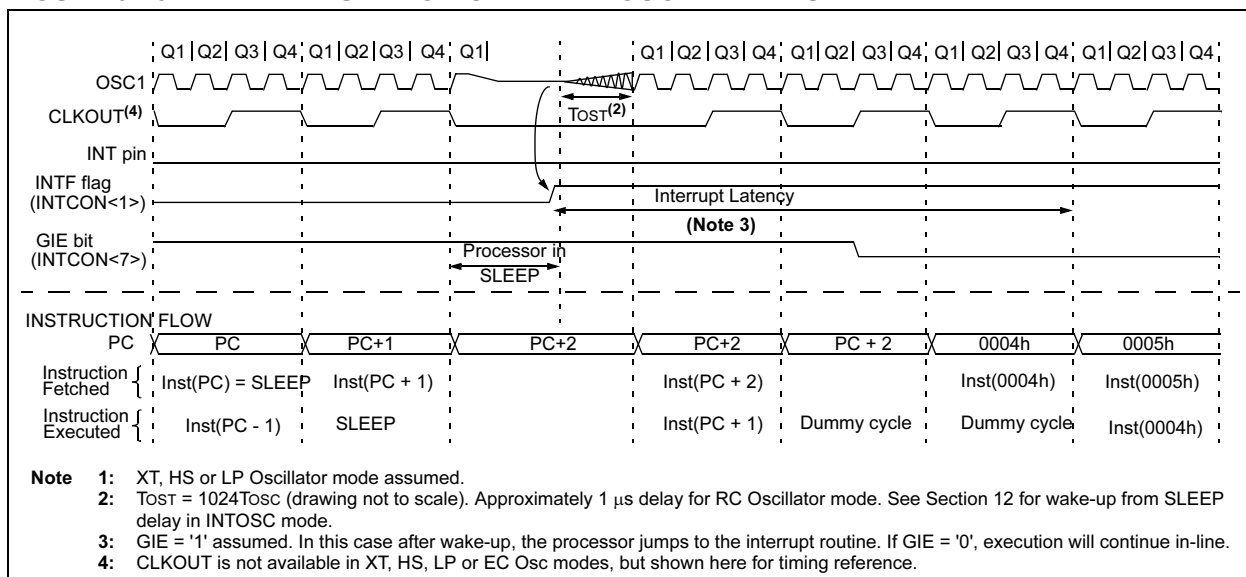 Q1 Q2 Q3 Q4 Q1 Q2 Q3 Q4 Q1 Q1 Q2 Q3 Q4 Q1 Q2 Q3 Q4 Q1 Q2 Q3 Q4 Q1 Q2 Q3 Q4
OSC1
TOST(2)
CLKOUT(4)
INT pin
INTF flag
(INTCON<1>)
Interrupt Latency
(Note 3)
GIE bit
(INTCON<7>)
Processor in
SLEEP
INSTRUCTION FLOW
PC PC PC+1 PC+2 PC+2 PC + 2 0004h 0005h
Instruction
Fetched
Inst(PC) = SLEEP Inst(PC + 1) Inst(PC + 2) Inst(0004h) Inst(0005h)
Instruction
Executed
Inst(PC - 1) SLEEP Inst(PC + 1) Dummy cycle Dummy cycle Inst(0004h)
Note 1: XT, HS or LP Oscillator mode assumed.
2: TOST = 1024TOSC (drawing not to scale). Approximately 1 µs delay for RC Oscillator mode. See Section 12 for wake-up from SLEEP
delay in INTOSC mode.
3: GIE = '1' assumed. In this case after wake-up, the processor jumps to the interrupt routine. If GIE = '0', execution will continue in-line.
4: CLKOUT is not available in XT, HS, LP or EC Osc modes, but shown here for timing reference.